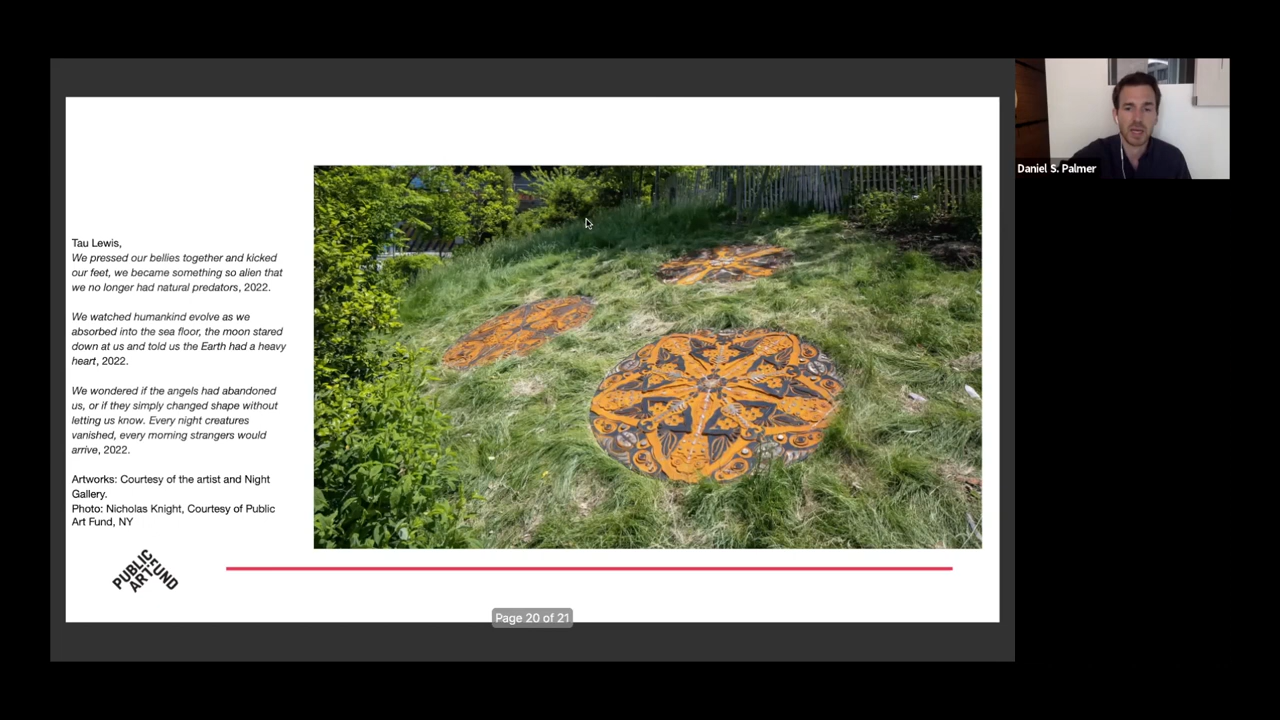 Tau Lewis,
We pressed our bellies together and kicked
our feet, we became something so alien that
we no longer had natural predators, 2022.
We watched humankind evolve as we
absorbed into the sea floor, the moon stared
down at us and told us the Earth had a heavy
heart, 2022.
We wondered if the angels had abandoned
us, or if they simply changed shape without
letting us know. Every night creatures
vanished, every morning strangers would
arrive, 2022.
Artworks: Courtesy of the artist and Night
Gallery.
Photo: Nicholas Knight, Courtesy of Public
Art Fund, NY
PUBLIC
ART FUND
Page 20 of 21
Daniel S. Palmer